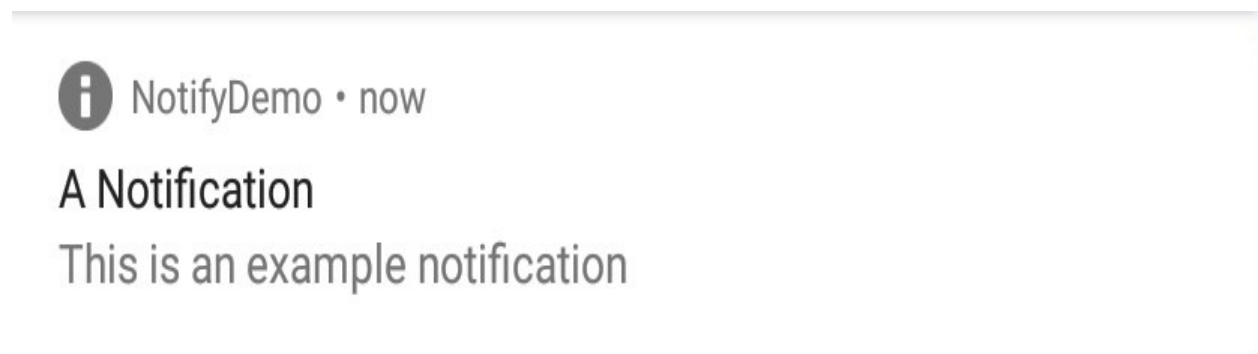 NotifyDemo • now
A Notification
This is an example notification